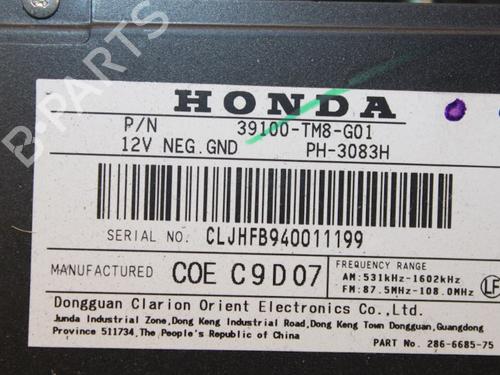 B-PARTS
HONDA
P/N 39100-TM8-G01
12V NEG.GND PH-3083H
SERIAL NO. CLJHFB940011199
MANUFACTURED COE C9D07
FREQUENCY RANGE
AM:531kHz-1602kHz
FM:87.5MHz-108.0MHz
LF
Dongguan Clarion Orient Electronics Co.,Ltd.
Junda Industrial Zone,Dong Keng Industrial Road,Dong Keng Town Dongguan,Guangdong
Province 511734,The People's Republic of China
PART No. 286-6685-75